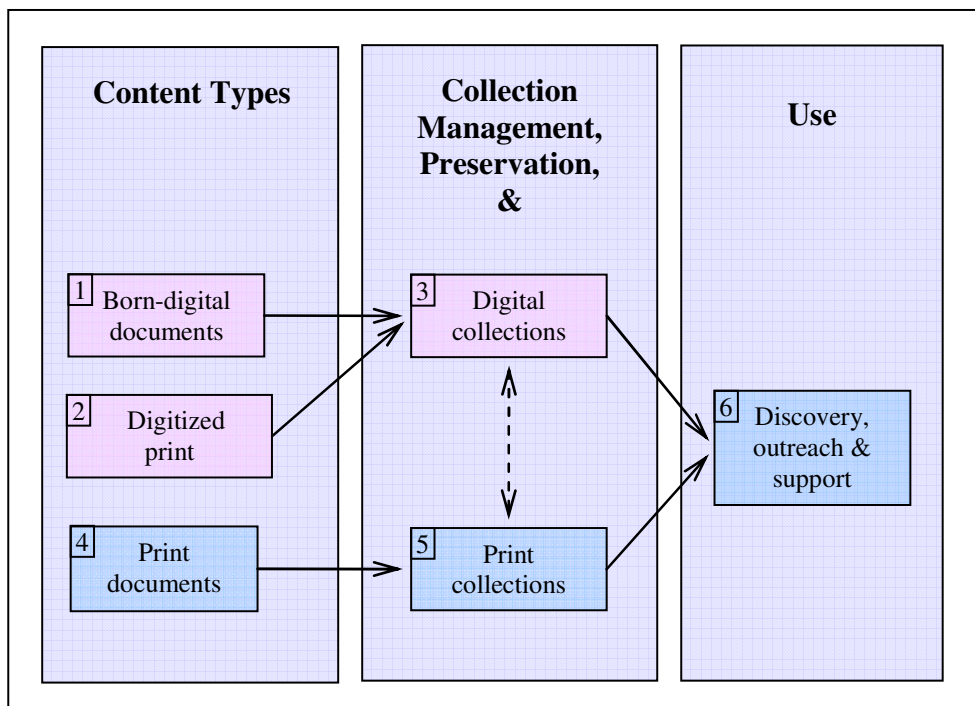 Content Types
1
Born-digital
documents
2
Digitized
print
4
Print
documents
Collection
Management,
Preservation,
&
3
Digital
collections
5
Print
collections
Use
6
Discovery,
outreach &
support